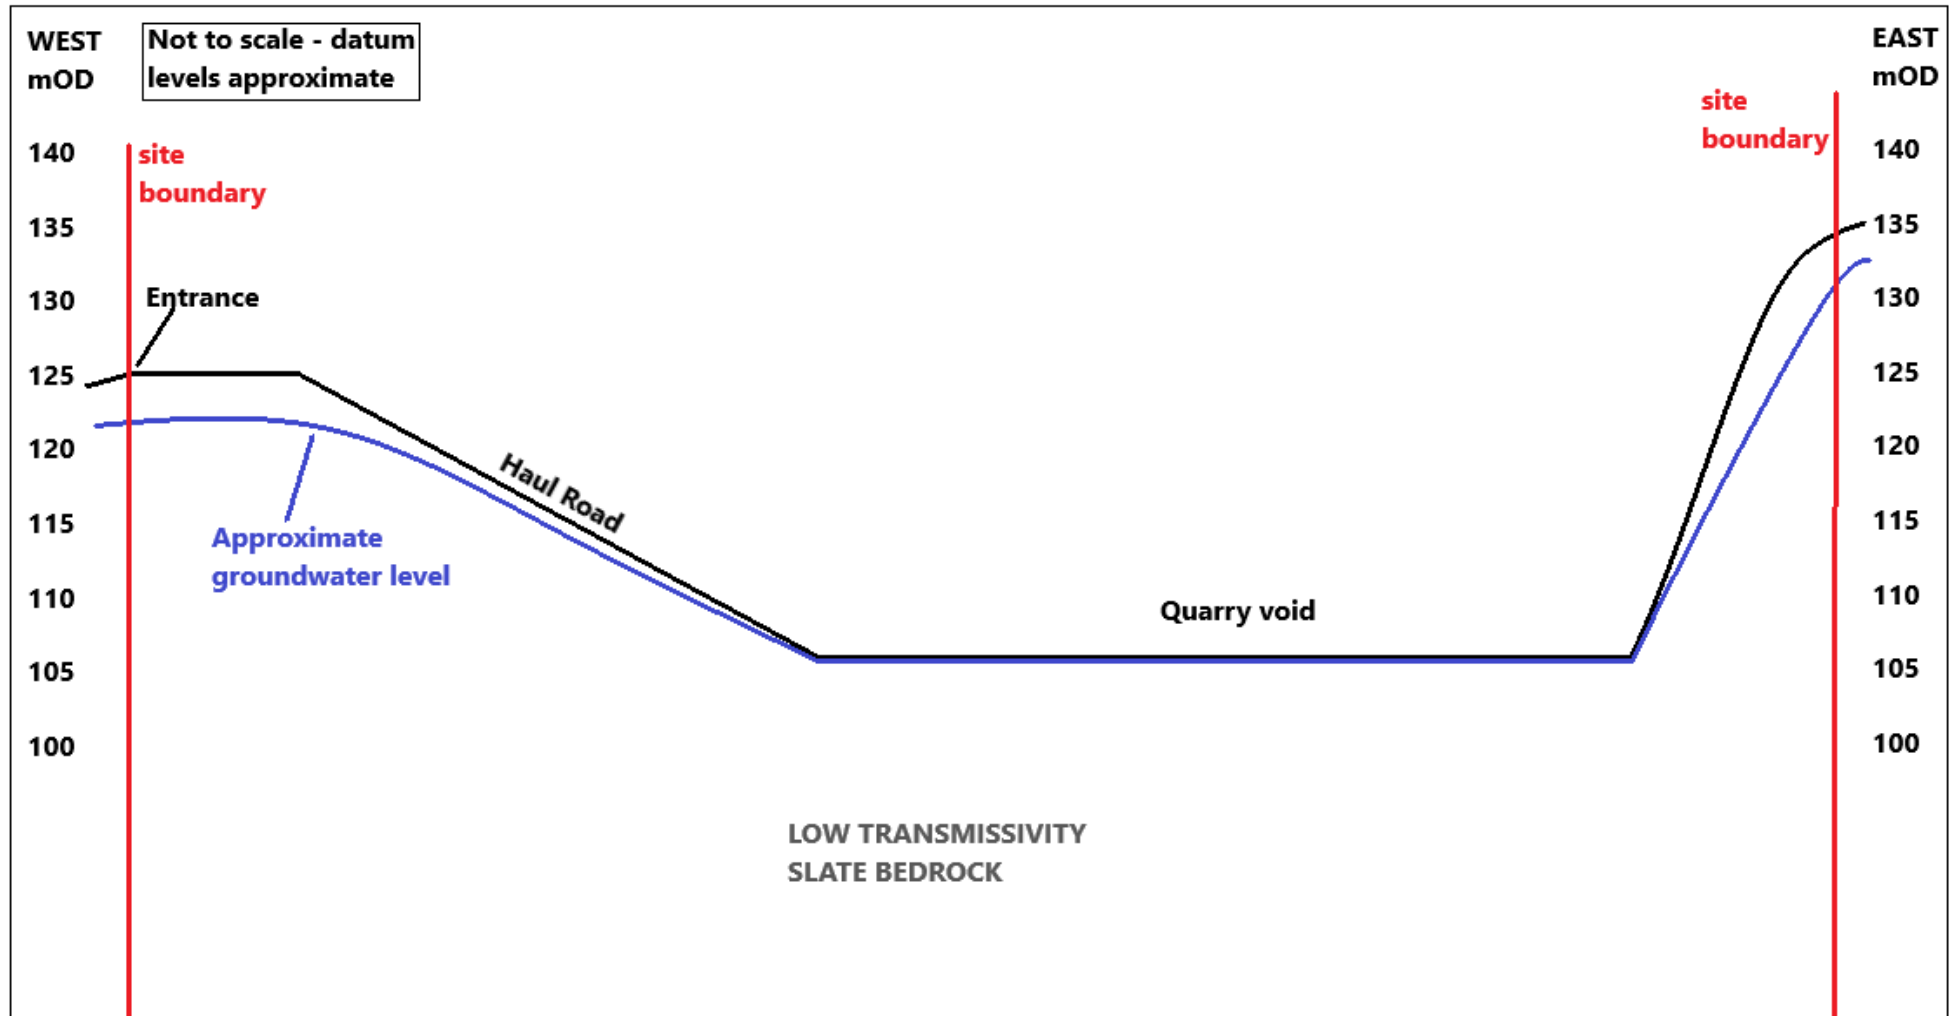 WEST
mOD
Not to scale - datum
levels approximate
EAST
mOD
site
boundary
site
boundary
140
140
135
135
130
130
Entrance
125
125
120
120
Haul Road
115
115
Approximate
groundwater level
110
110
Quarry void
105
105
100
100
LOW TRANSMISSIVITY
SLATE BEDROCK